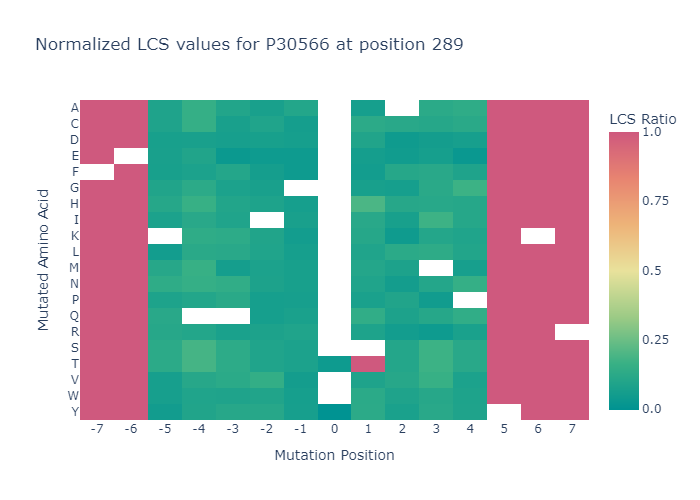 Normalized LCS values for P30566 at position 289
LCS Ratio
1.0
0.75
0.5
0.25
0.0
Mutated Amino Acid
A
C
D
E
F
G
H
I
K
L
M
N
P
Q
R
S
T
V
W
Y
-7 -6 -5 -4 -3 -2 -1 0 1 2 3 4 5 6 7
Mutation Position